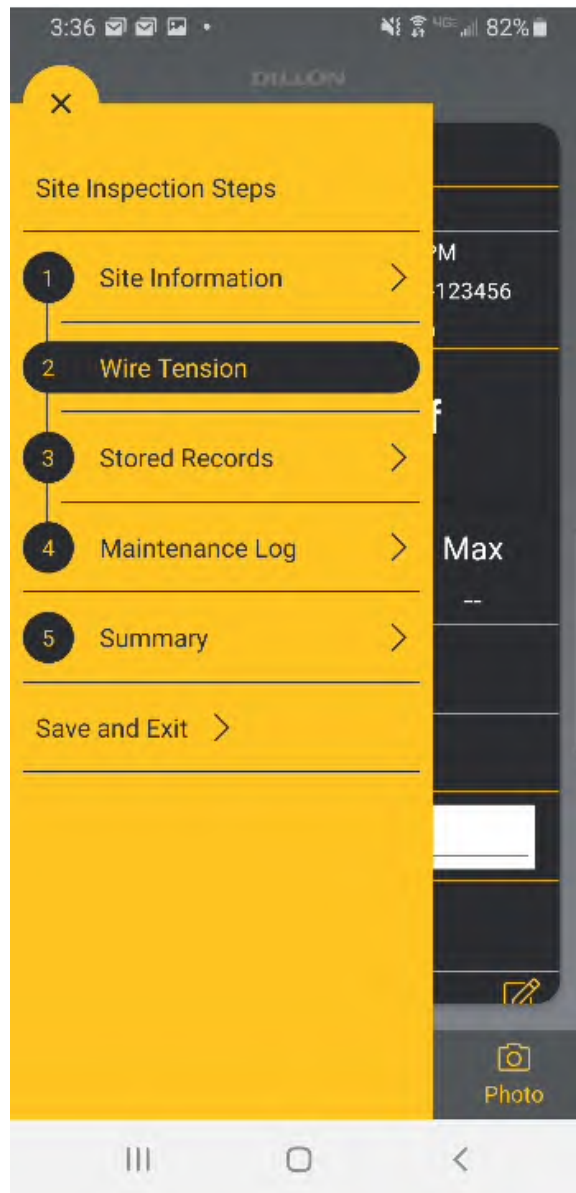 3:36 82%
DILLON
Site Inspection Steps
1 Site Information
PM
123456
2 Wire Tension
3 Stored Records
4 Maintenance Log
Max
--
5 Summary
Save and Exit
Photo